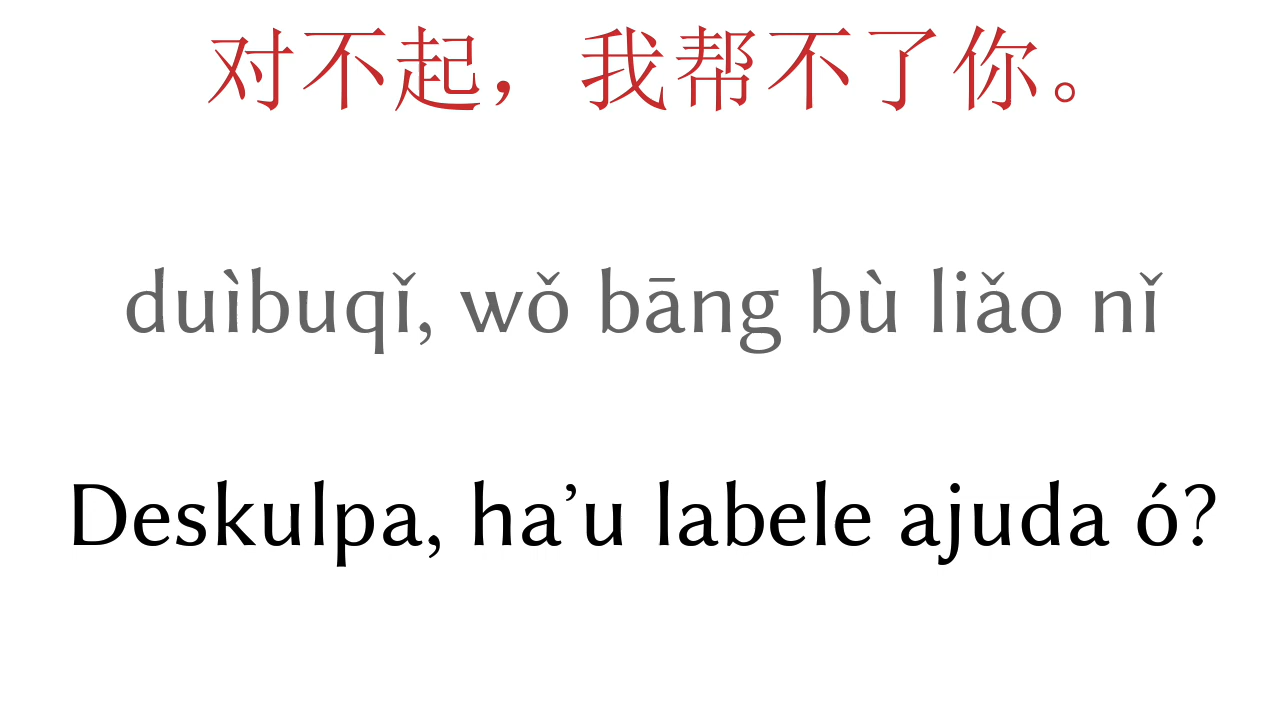 对不起，我帮不了你。
duìbuqǐ, wǒ bāng bù liǎo nǐ
Deskulpa, ha’u labele ajuda ó?